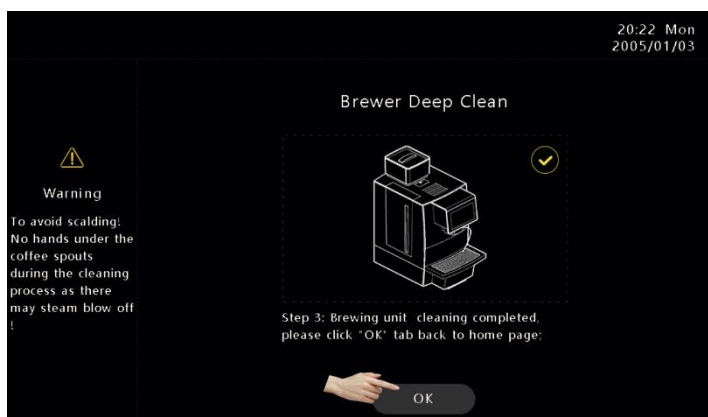 20:22 Mon
2005/01/03
Brewer Deep Clean
Warning
To avoid scalding!
No hands under the
coffee spouts
during the cleaning
process as there
may steam blow off
!
Step 3: Brewing unit cleaning completed,
please click "OK" tab back to home page;
OK